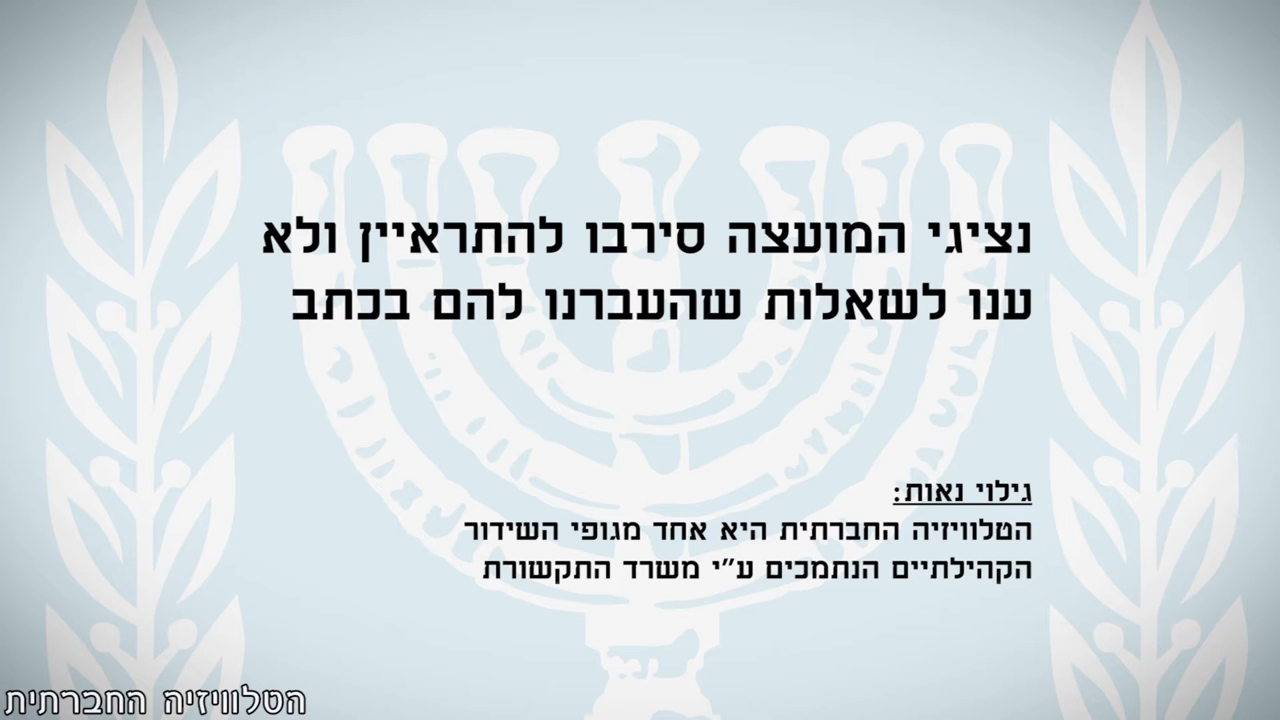 נציגי המועצה סירבו להתראיין ולא
ענו לשאלות שהעברנו להם בכתב
גילוי נאות:
הטלוויזיה החברתית היא אחד מגופי השידור
הקהילתיים הנתמכים ע"י משרד התקשורת
הטלוויזיה החברתית